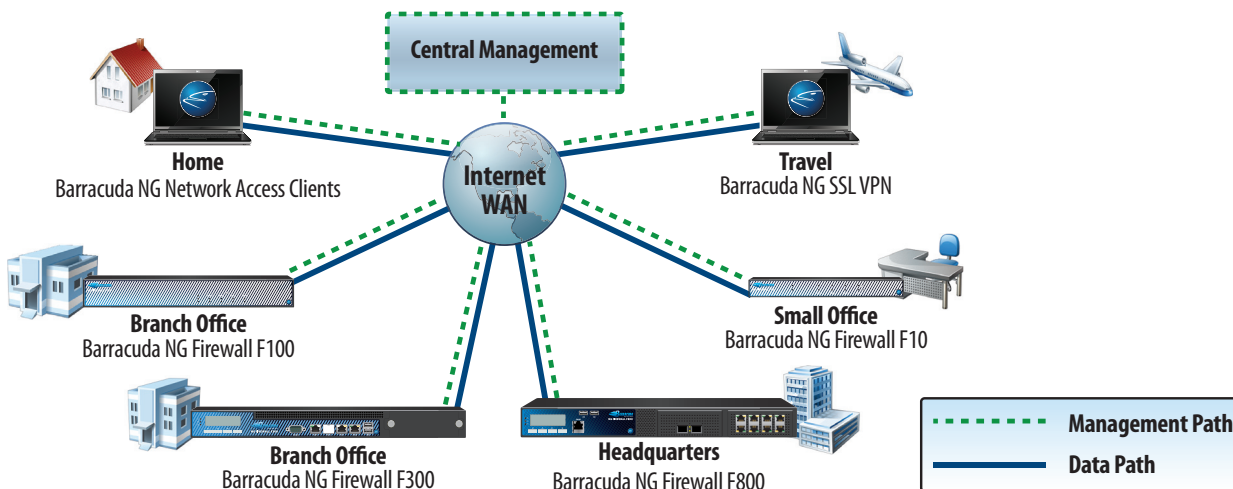 Central Management
Home
Barracuda NG Network Access Clients
Internet
WAN
Travel
Barracuda NG SSL VPN
Branch Office
Barracuda NG Firewall F100
Small Office
Barracuda NG Firewall F10
Branch Office
Barracuda NG Firewall F300
Headquarters
Barracuda NG Firewall F800
Management Path
Data Path